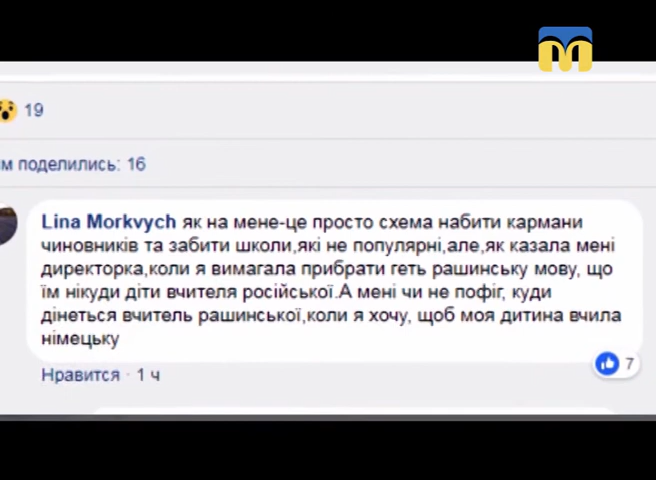 19
м поделились: 16
Lina Morkvych як на мене-це просто схема набити кармани
чиновників та забити школи,які не популярні,але,як казала мені
директорка,коли я вимагала прибрати геть рашинську мову, що
їм нікуди діти вчителя російської.А мені чи не пофіг, куди
дінеться вчитель рашинської,коли я хочу, щоб моя дитина вчила
німецьку
7
Нравится · 1 ч